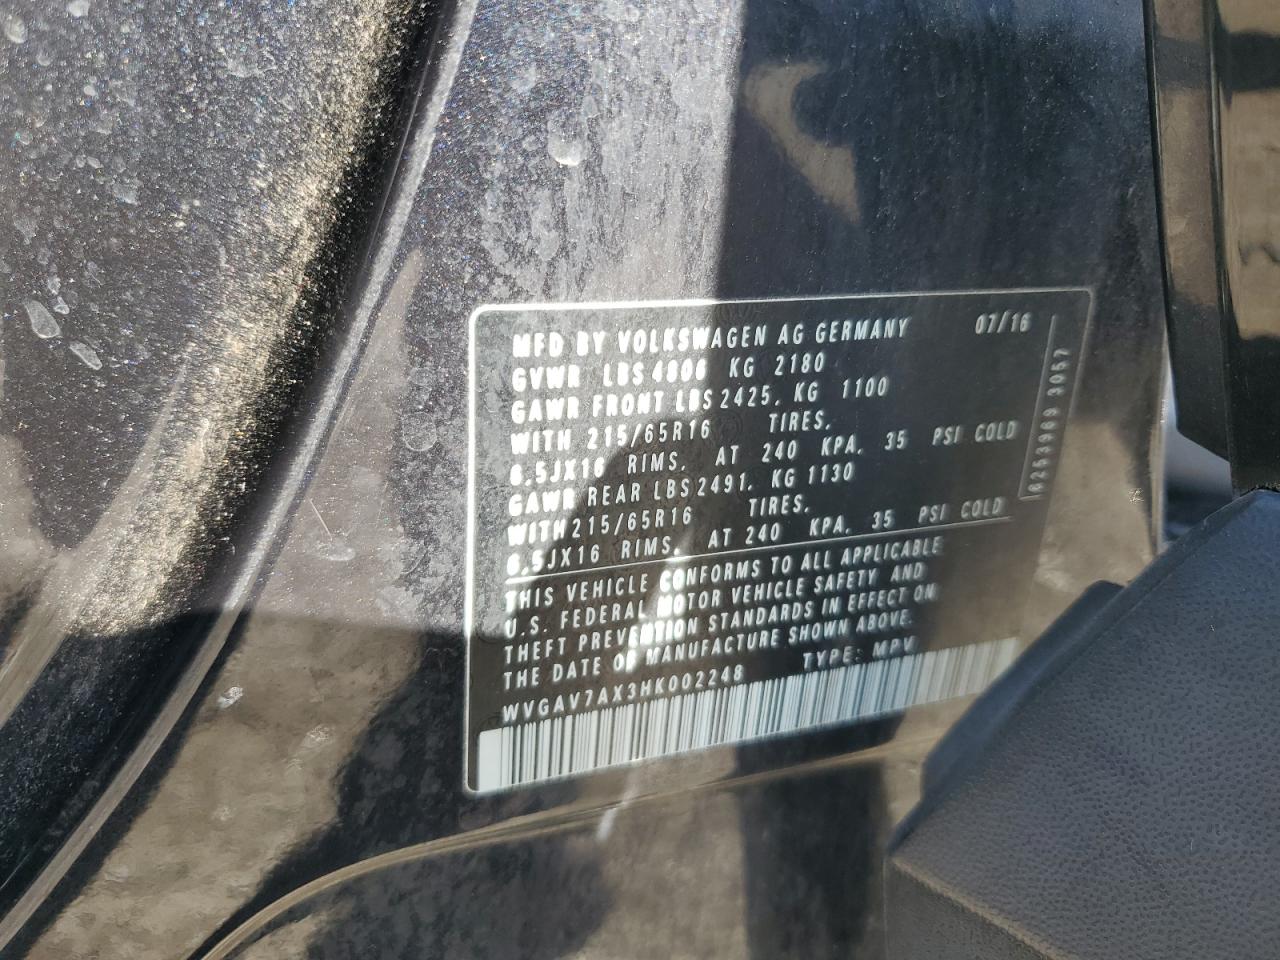 MFD BY VOLKSWAGEN AG GERMANY 07/16
GVWR LBS 4806 KG 2180
GAWR FRONT LBS 2425, KG 1100
WITH 215/65R16 TIRES,
6.5JX16 RIMS, AT 240 KPA, 35 PSI COLD
GAWR REAR LBS 2491, KG 1130
WITH 215/65R16 TIRES,
6.5JX16 RIMS, AT 240 KPA, 35 PSI COLD
THIS VEHICLE CONFORMS TO ALL APPLICABLE
U.S. FEDERAL MOTOR VEHICLE SAFETY AND
THEFT PREVENTION STANDARDS IN EFFECT ON
THE DATE OF MANUFACTURE SHOWN ABOVE.
WVGAV7AX3HK002248 TYPE: MPV